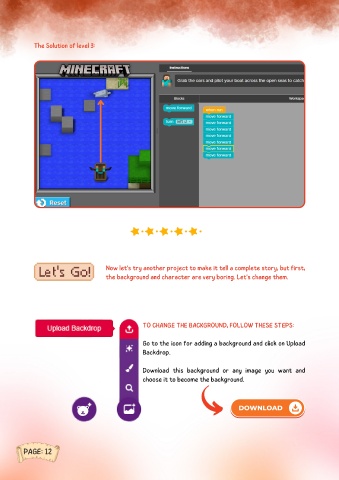 The Solution of level 3:
MINECRAFT
Instructions
Grab the oars and pilot your boat across the open seas to catch
Blocks
Workspace
move forward
turn
when run
move forward
move forward
move forward
move forward
move forward
move forward
move forward
Reset
Let's Go!
Now let's try another project to make it tell a complete story, but first,
the background and character are very boring. Let's change them.
Upload Backdrop
TO CHANGE THE BACKGROUND, FOLLOW THESE STEPS:
Go to the icon for adding a background and click on Upload
Backdrop.
Download this background or any image you want and
choose it to become the background.
DOWNLOAD
PAGE: 12